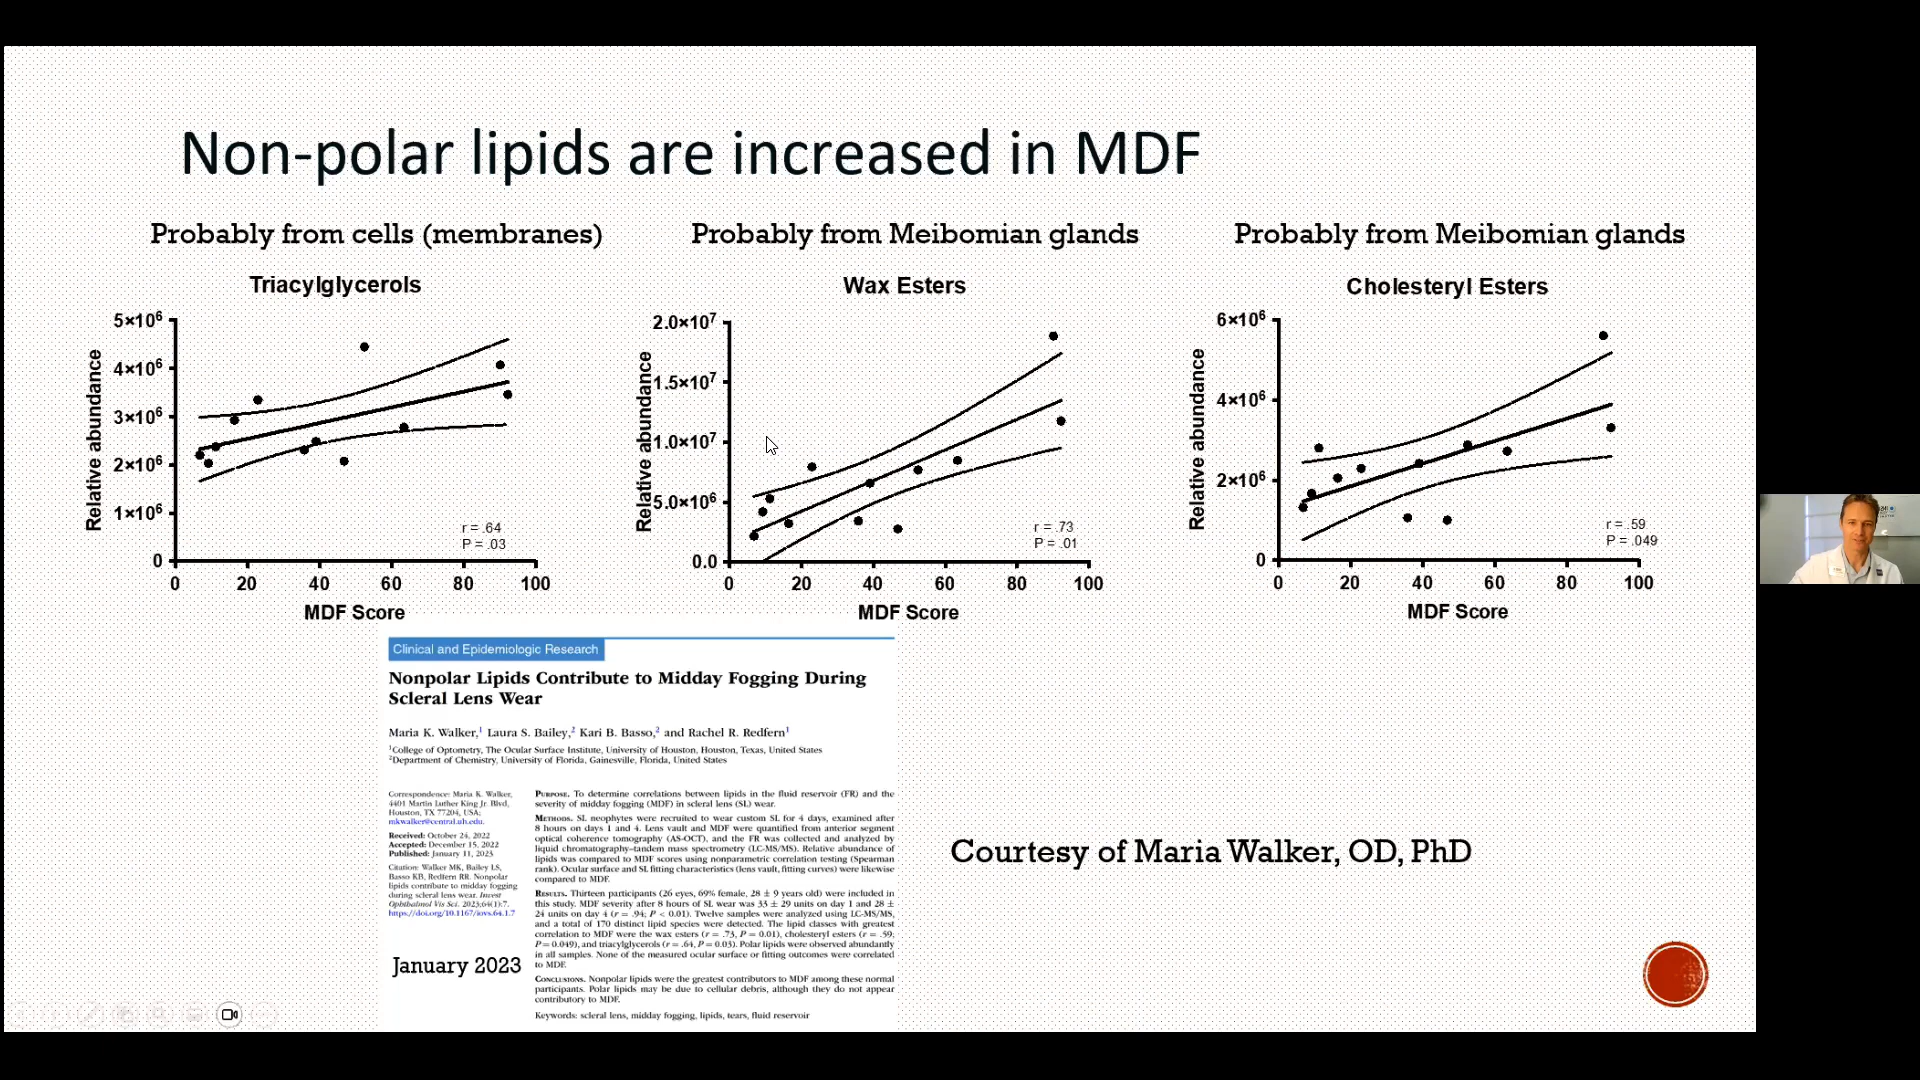 Non-polar lipids are increased in MDF
Probably from cells (membranes)
Probably from Meibomian glands
Probably from Meibomian glands
Triacylglycerols
5×10⁶
4×10⁶
3×10⁶
2×10⁶
1×10⁶
0
Relative abundance
r = .64
P = .03
0 20 40 60 80 100
MDF Score
Wax Esters
2.0×10⁷
1.5×10⁷
1.0×10⁷
5.0×10⁶
0.0
Relative abundance
r = .73
P = .01
0 20 40 60 80 100
MDF Score
Cholesteryl Esters
6×10⁶
4×10⁶
2×10⁶
0
Relative abundance
r = .59
P = .049
0 20 40 60 80 100
MDF Score
Clinical and Epidemiologic Research
Nonpolar Lipids Contribute to Midday Fogging During
Scleral Lens Wear
Maria K. Walker,¹ Laura S. Bailey,² Kari B. Basso,² and Rachel R. Redfern¹
¹College of Optometry, The Ocular Surface Institute, University of Houston, Houston, Texas, United States
²Department of Chemistry, University of Florida, Gainesville, Florida, United States
Correspondence: Maria K. Walker,
4401 Martin Luther King Jr. Blvd,
Houston, TX 77204, USA;
mkwalker@central.uh.edu.
Received: October 24, 2022
Accepted: December 15, 2022
Published: January 11, 2023
Citation: Walker MK, Bailey LS,
Basso KB, Redfern RR. Nonpolar
lipids contribute to midday fogging
during scleral lens wear. Invest
Ophthalmol Vis Sci. 2023;64(1):7.
https://doi.org/10.1167/iovs.64.1.7
PURPOSE. To determine correlations between lipids in the fluid reservoir (FR) and the
severity of midday fogging (MDF) in scleral lens (SL) wear.
METHODS. SL neophytes were recruited to wear custom SL for 4 days, examined after
8 hours on days 1 and 4. Lens vault and MDF were quantified from anterior segment
optical coherence tomography (AS-OCT), and the FR was collected and analyzed by
liquid chromatography–tandem mass spectrometry (LC-MS/MS). Relative abundance of
lipids was compared to MDF scores using nonparametric correlation testing (Spearman
rank). Ocular surface and SL fitting characteristics (lens vault, fitting curves) were likewise
compared to MDF.
RESULTS. Thirteen participants (26 eyes, 69% female, 28 ± 9 years old) were included in
this study. MDF severity after 8 hours of SL wear was 33 ± 29 units on day 1 and 28 ±
24 units on day 4 (r = .94; P < 0.01). Twelve samples were analyzed using LC-MS/MS,
and a total of 170 distinct lipid species were detected. The lipid classes with greatest
correlation to MDF were the wax esters (r = .73, P = 0.01), cholesteryl esters (r = .59,
P = 0.049), and triacylglycerols (r = .64, P = 0.03). Polar lipids were observed abundantly
in all samples. None of the measured ocular surface or fitting outcomes were correlated
to MDF.
CONCLUSIONS. Nonpolar lipids were the greatest contributors to MDF among these normal
participants. Polar lipids may be due to cellular debris, although they do not appear
contributory to MDF.
Keywords: scleral lens, midday fogging, lipids, tears, fluid reservoir
January 2023
Courtesy of Maria Walker, OD, PhD